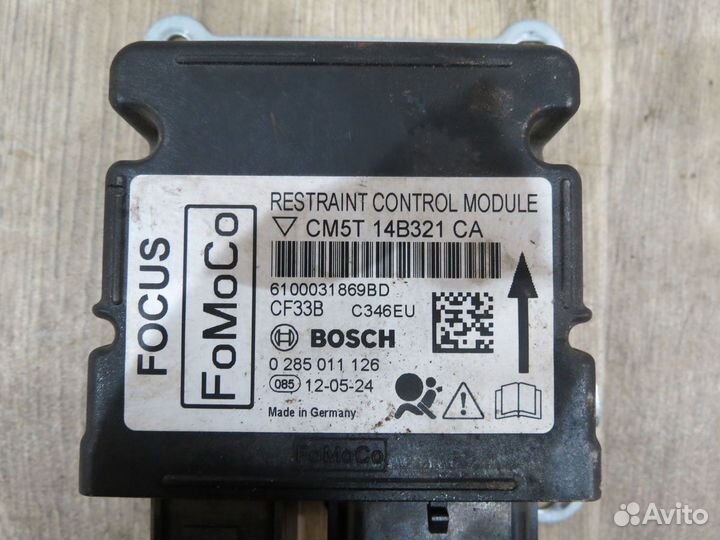 FOCUS
FoMoCo
RESTRAINT CONTROL MODULE
CM5T 14B321 CA
6100031869BD
CF33B C346EU
BOSCH
0 285 011 126
085 12-05-24
Made in Germany
FoMoCo
Avito